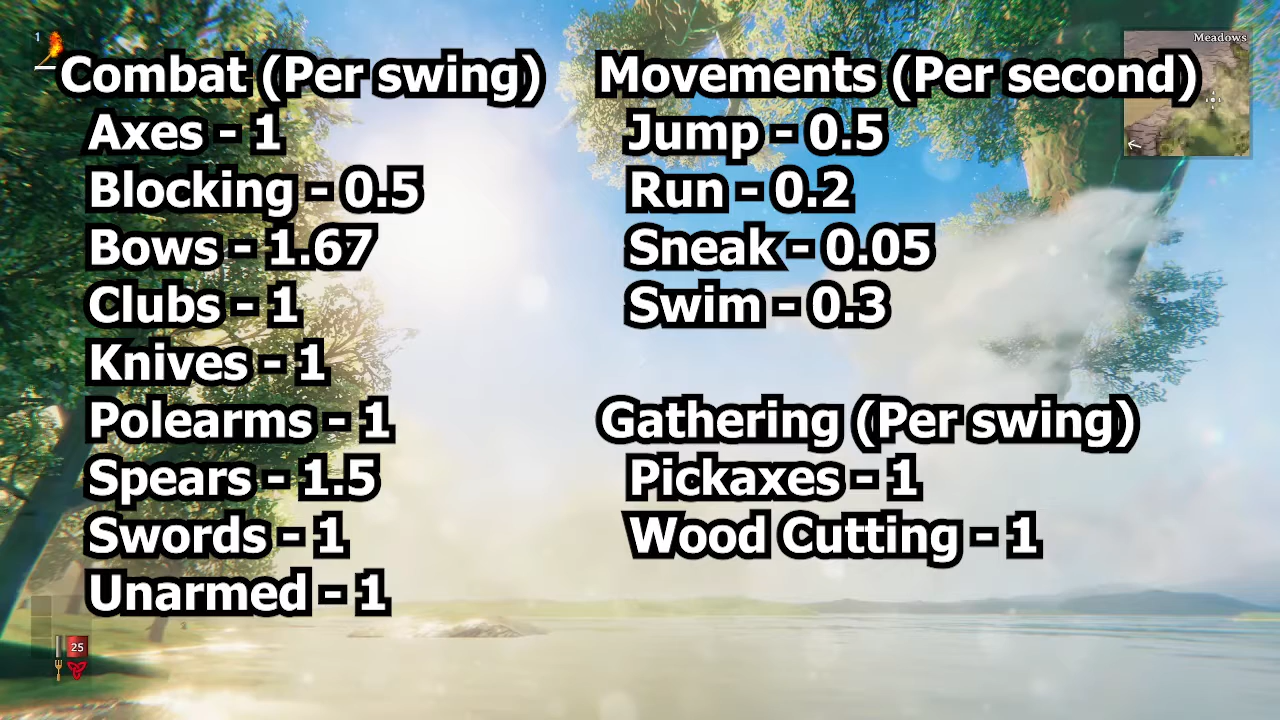 1
Meadows
Combat (Per swing)
Axes - 1
Blocking - 0.5
Bows - 1.67
Clubs - 1
Knives - 1
Polearms - 1
Spears - 1.5
Swords - 1
Unarmed - 1
Movements (Per second)
Jump - 0.5
Run - 0.2
Sneak - 0.05
Swim - 0.3
Gathering (Per swing)
Pickaxes - 1
Wood Cutting - 1
25